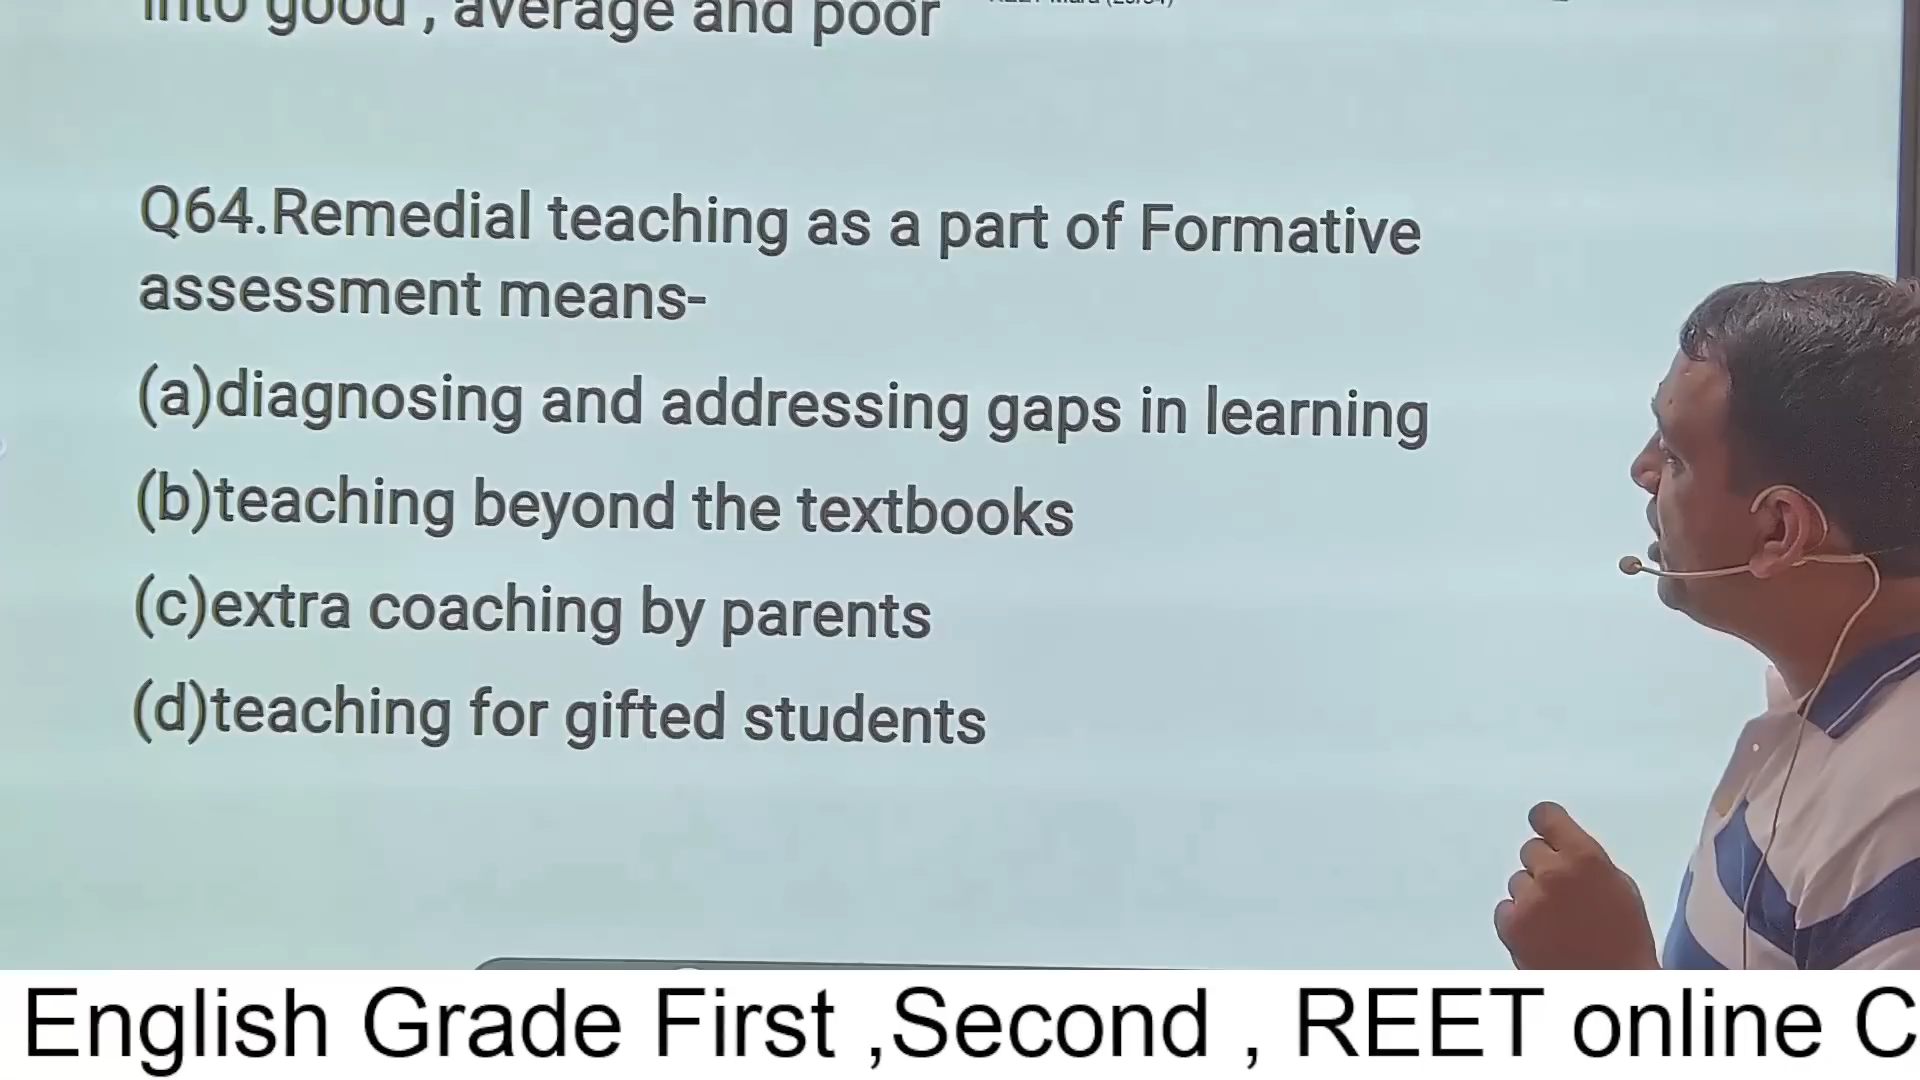 into good , average and poor
Q64.Remedial teaching as a part of Formative
assessment means-
(a)diagnosing and addressing gaps in learning
(b)teaching beyond the textbooks
(c)extra coaching by parents
(d)teaching for gifted students
English Grade First ,Second , REET online C